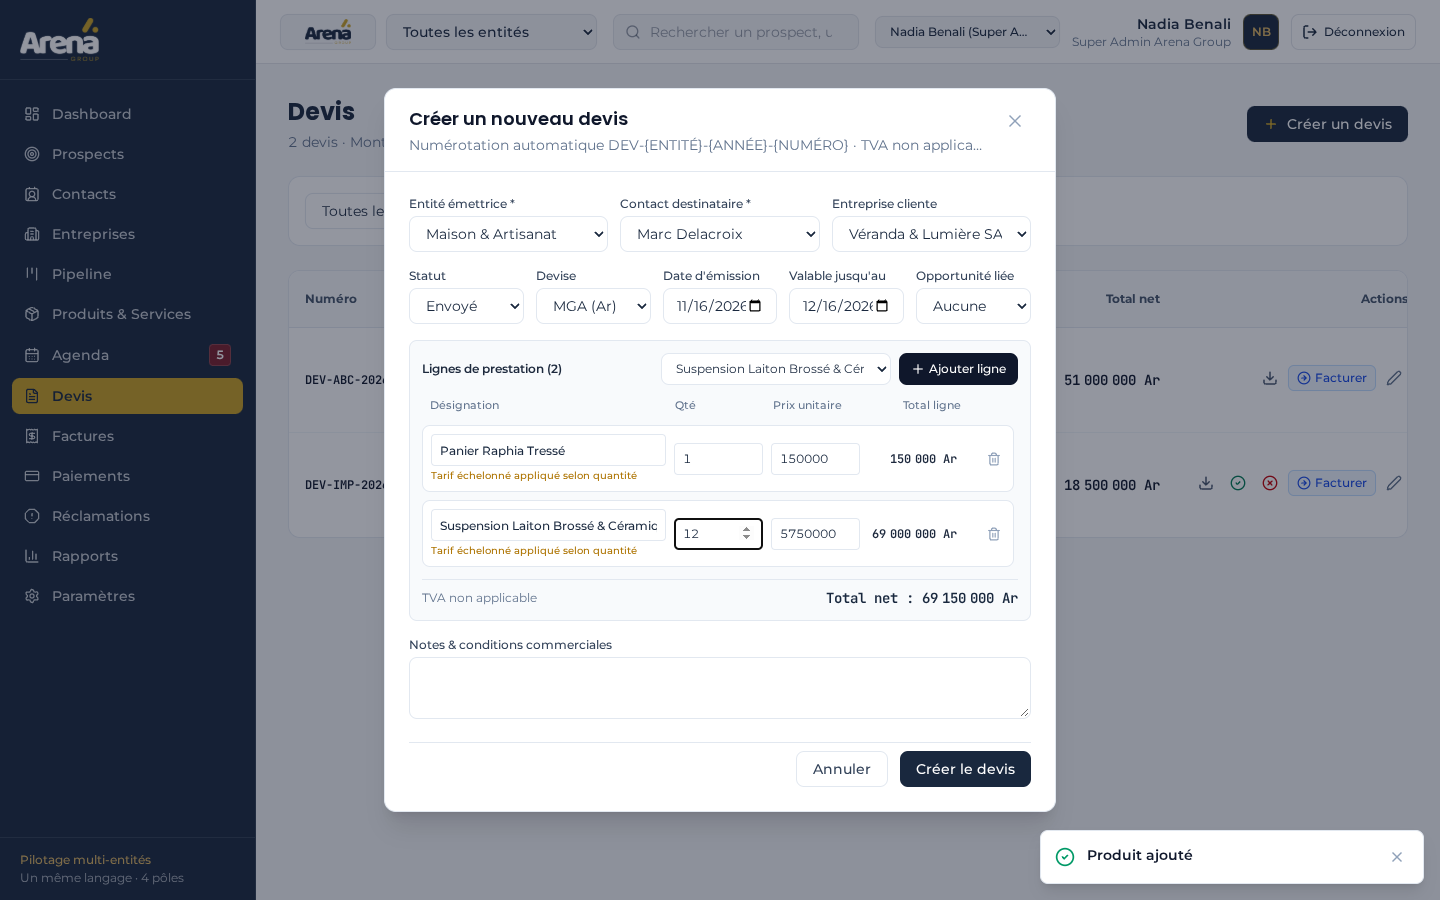 Arena
GROUP
Dashboard
Prospects
Contacts
Entreprises
Pipeline
Produits & Services
Agenda 5
Devis
Factures
Paiements
Réclamations
Rapports
Paramètres
Pilotage multi-entités
Un même langage · 4 pôles
Arena
Toutes les entités
Rechercher un prospect, u
Nadia Benali (Super A...
Nadia Benali
Super Admin Arena Group
NB
Déconnexion
Devis
2 devis · Mont
Créer un devis
Toutes le
Numéro Total net Actions
DEV-ABC-2026 51 000 000 Ar Facturer
DEV-IMP-2026 18 500 000 Ar Facturer
Créer un nouveau devis
Numérotation automatique DEV-{ENTITÉ}-{ANNÉE}-{NUMÉRO} · TVA non applica...
Entité émettrice * Contact destinataire * Entreprise cliente
Maison & Artisanat Marc Delacroix Véranda & Lumière SA
Statut Devise Date d'émission Valable jusqu'au Opportunité liée
Envoyé MGA (Ar) 11/16/2026 12/16/2026 Aucune
Lignes de prestation (2) Suspension Laiton Brossé & Cér + Ajouter ligne
Désignation Qté Prix unitaire Total ligne
Panier Raphia Tressé 1 150000 150 000 Ar
Tarif échelonné appliqué selon quantité
Suspension Laiton Brossé & Céramic 12 5750000 69 000 000 Ar
Tarif échelonné appliqué selon quantité
TVA non applicable Total net : 69 150 000 Ar
Notes & conditions commerciales
Annuler Créer le devis
Produit ajouté